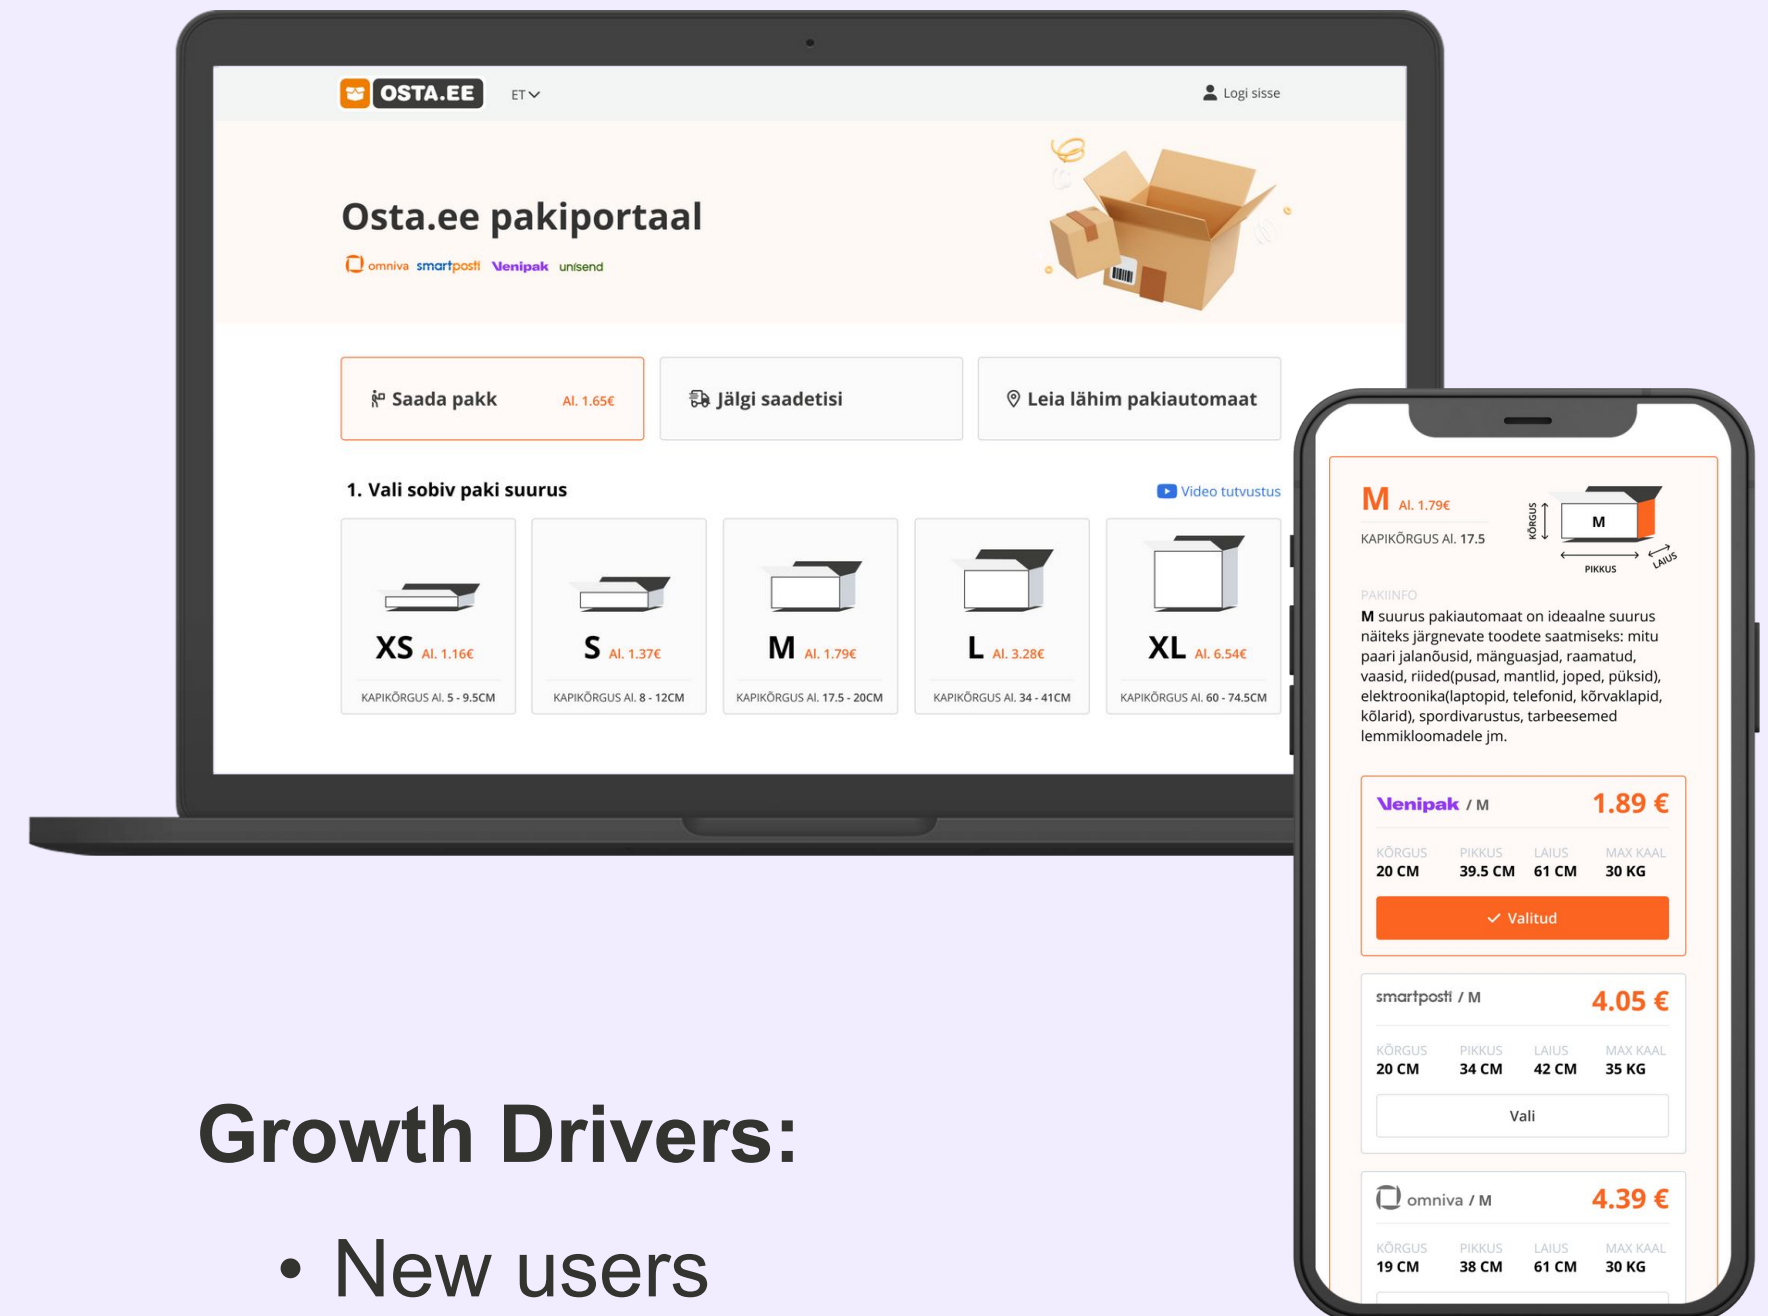 OSTA.EE ET Logi sisse
Osta.ee pakiportaal
omniva smartposti Venipak unisend
Saada pakk Al. 1.65€ Jälgi saadetisi Leia lähim pakiautomaat
1. Vali sobiv paki suurus Video tutvustus
XS Al. 1.16€ S Al. 1.37€ M Al. 1.79€ L Al. 3.28€ XL Al. 6.54€
KAPIKÕRGUS Al. 5 - 9.5CM KAPIKÕRGUS Al. 8 - 12CM KAPIKÕRGUS Al. 17.5 - 20CM KAPIKÕRGUS Al. 34 - 41CM KAPIKÕRGUS Al. 60 - 74.5CM
M Al. 1.79€
KAPIKÕRGUS Al. 17.5
KÕRGUS M
PIKKUS LAIUS
PAKIINFO
M suurus pakiautomaat on ideaalne suurus
näiteks järgnevate toodete saatmiseks: mitu
paari jalanõusid, mänguasjad, raamatud,
vaasid, riided(pusad, mantlid, joped, püksid),
elektroonika(laptopid, telefonid, kõrvaklapid,
kõlarid), spordivarustus, tarbeesemed
lemmikloomadele jm.
Venipak / M 1.89 €
KÕRGUS PIKKUS LAIUS MAX KAAL
20 CM 39.5 CM 61 CM 30 KG
Valitud
smartposti / M 4.05 €
KÕRGUS PIKKUS LAIUS MAX KAAL
20 CM 34 CM 42 CM 35 KG
Vali
omniva / M 4.39 €
KÕRGUS PIKKUS LAIUS MAX KAAL
19 CM 38 CM 61 CM 30 KG
Growth Drivers:
• New users